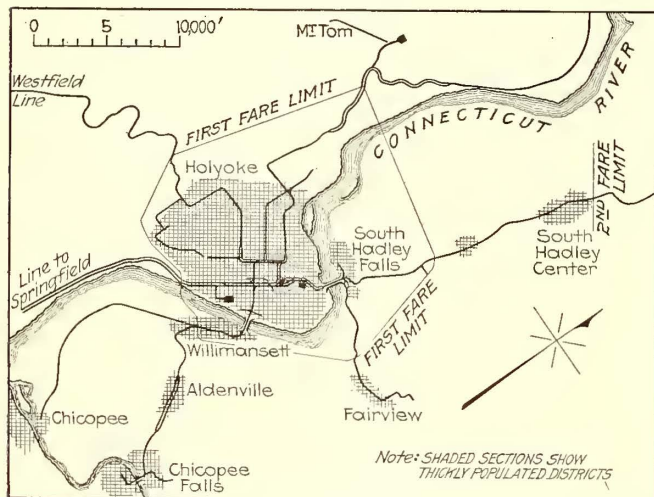 0 5 10,000'
MT TOM
Westfield
Line
FIRST FARE LIMIT
CONNECTICUT
RIVER
Holyoke
2ND FARE
LIMIT
South
Hadley
Falls
South
Hadley
Center
Line to
Springfield
FIRST FARE
LIMIT
Willimansett
Aldenville
Fairview
Chicopee
Chicopee
Falls
Note: SHADED SECTIONS SHOW
THICKLY POPULATED DISTRICTS